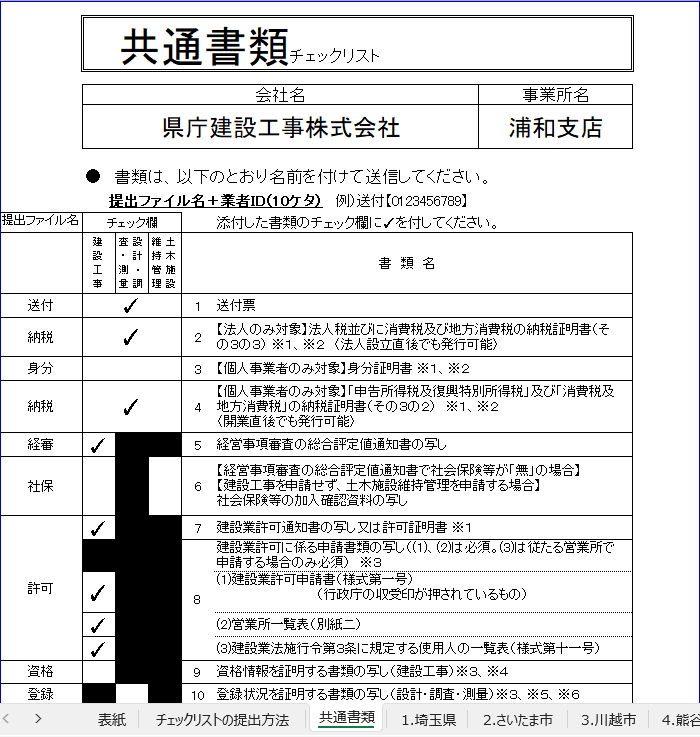 共通書類チェックリスト
会社名 事業所名
県庁建設工事株式会社 浦和支店
● 書類は、以下のとおり名前を付けて送信してください。
提出ファイル名＋業者ID(10ケタ) 例)送付【0123456789】
提出ファイル名 チェック欄 添付した書類のチェック欄に✓を付してください。
建設工事 設計・調査・測量 土木施設維持管理 書 類 名
送付 ✓ 1 送付票
納税 ✓ 2 【法人のみ対象】法人税並びに消費税及び地方消費税の納税証明書(そ
の3の3) ※1、※2 〈法人設立直後でも発行可能〉
身分 3 【個人事業者のみ対象】身分証明書 ※1、※2
納税 ✓ 4 【個人事業者のみ対象】「申告所得税及復興特別所得税」及び「消費税及
地方消費税」の納税証明書(その3の2) ※1、※2
〈開業直後でも発行可能〉
経審 ✓ 5 経営事項審査の総合評定値通知書の写し
社保 6 【経営事項審査の総合評定値通知書で社会保険等が「無」の場合】
【建設工事を申請せず、土木施設維持管理を申請する場合】
社会保険等の加入確認資料の写し
許可 ✓ 7 建設業許可通知書の写し又は許可証明書 ※1
8 建設業許可に係る申請書類の写し((1)、(2)は必須。(3)は従たる営業所で
申請する場合のみ必須) ※3
✓ (1)建設業許可申請書(様式第一号)
(行政庁の収受印が押されているもの)
✓ (2)営業所一覧表(別紙二)
✓ (3)建設業法施行令第3条に規定する使用人の一覧表(様式第十一号)
資格 9 資格情報を証明する書類の写し(建設工事)※3、※4
登録 10 登録状況を証明する書類の写し(設計・調査・測量)※3、※5、※6
表紙 チェックリストの提出方法 共通書類 1.埼玉県 2.さいたま市 3.川越市 4.熊谷